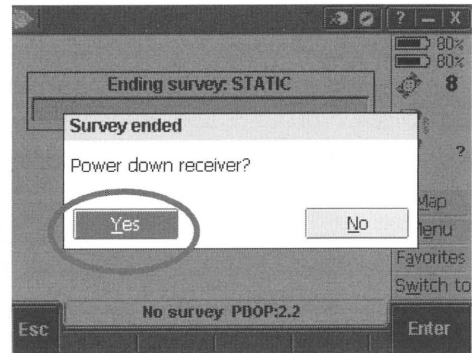 ? – X
80%
80%
Ending survey: STATIC
8
Survey ended
Power down receiver?
?
Yes
No
Map
Menu
Favorites
Switch to
No survey PDOP:2.2
Esc
Enter